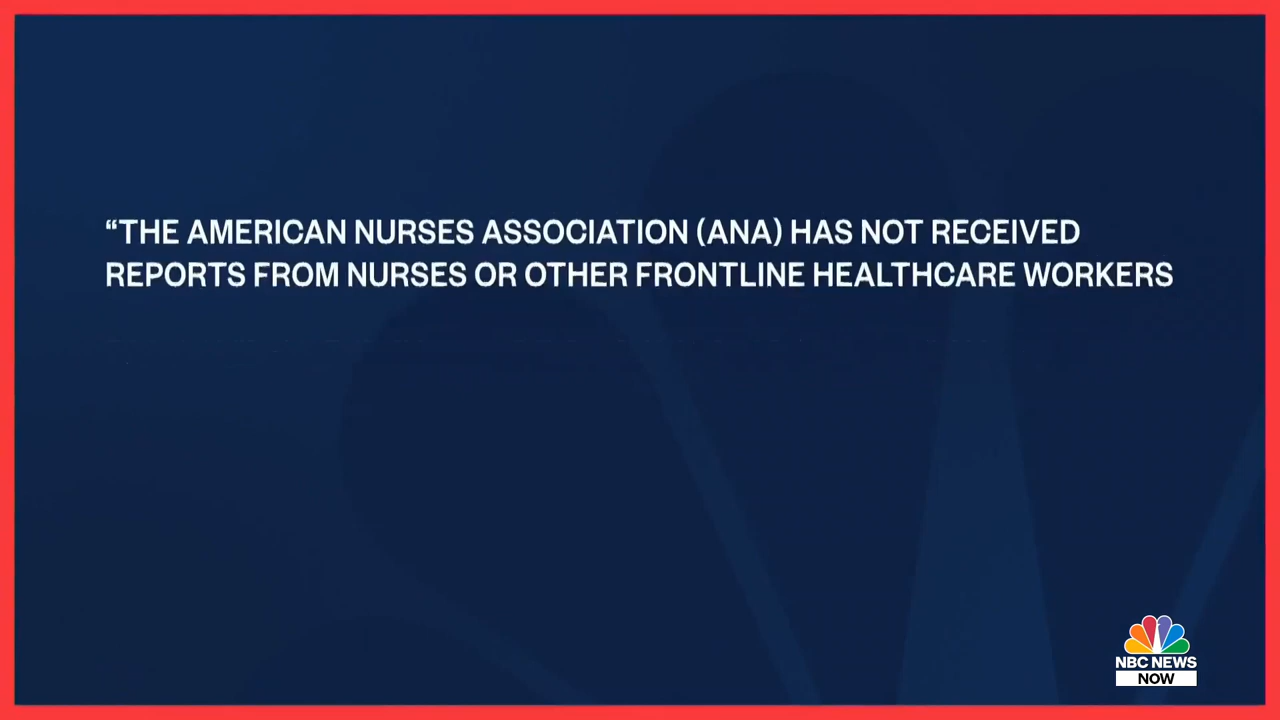 “THE AMERICAN NURSES ASSOCIATION (ANA) HAS NOT RECEIVED
REPORTS FROM NURSES OR OTHER FRONTLINE HEALTHCARE WORKERS
NBC NEWS
NOW